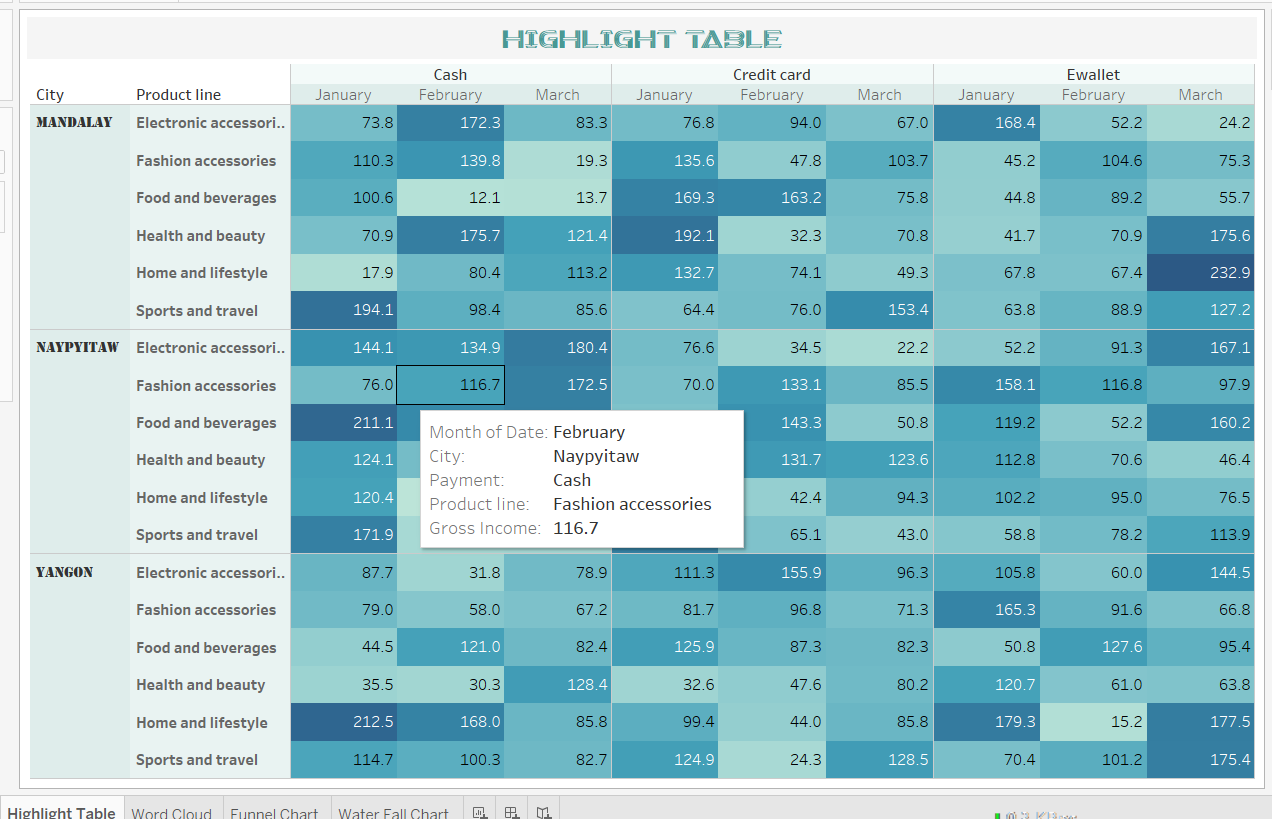 HIGHLIGHT TABLE
Cash Credit card Ewallet
City Product line January February March January February March January February March
MANDALAY Electronic accessori.. 73.8 172.3 83.3 76.8 94.0 67.0 168.4 52.2 24.2
Fashion accessories 110.3 139.8 19.3 135.6 47.8 103.7 45.2 104.6 75.3
Food and beverages 100.6 12.1 13.7 169.3 163.2 75.8 44.8 89.2 55.7
Health and beauty 70.9 175.7 121.4 192.1 32.3 70.8 41.7 70.9 175.6
Home and lifestyle 17.9 80.4 113.2 132.7 74.1 49.3 67.8 67.4 232.9
Sports and travel 194.1 98.4 85.6 64.4 76.0 153.4 63.8 88.9 127.2
NAYPYITAW Electronic accessori.. 144.1 134.9 180.4 76.6 34.5 22.2 52.2 91.3 167.1
Fashion accessories 76.0 116.7 172.5 70.0 133.1 85.5 158.1 116.8 97.9
Food and beverages 211.1 143.3 50.8 119.2 52.2 160.2
Health and beauty 124.1 131.7 123.6 112.8 70.6 46.4
Home and lifestyle 120.4 42.4 94.3 102.2 95.0 76.5
Sports and travel 171.9 65.1 43.0 58.8 78.2 113.9
Month of Date: February
City: Naypyitaw
Payment: Cash
Product line: Fashion accessories
Gross Income: 116.7
YANGON Electronic accessori.. 87.7 31.8 78.9 111.3 155.9 96.3 105.8 60.0 144.5
Fashion accessories 79.0 58.0 67.2 81.7 96.8 71.3 165.3 91.6 66.8
Food and beverages 44.5 121.0 82.4 125.9 87.3 82.3 50.8 127.6 95.4
Health and beauty 35.5 30.3 128.4 32.6 47.6 80.2 120.7 61.0 63.8
Home and lifestyle 212.5 168.0 85.8 99.4 44.0 85.8 179.3 15.2 177.5
Sports and travel 114.7 100.3 82.7 124.9 24.3 128.5 70.4 101.2 175.4
Highlight Table Word Cloud Funnel Chart Water Fall Chart